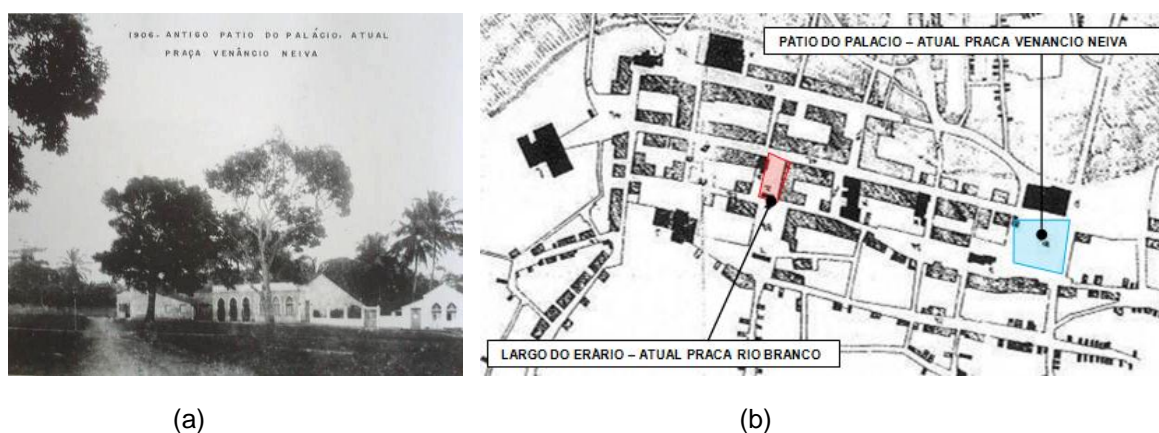 1906. ANTIGO PATIO DO PALÁCIO. ATUAL
PRAÇA VENÂNCIO NEIVA
PATIO DO PALACIO – ATUAL PRACA VENANCIO NEIVA
LARGO DO ERÁRIO – ATUAL PRACA RIO BRANCO
(a)
(b)